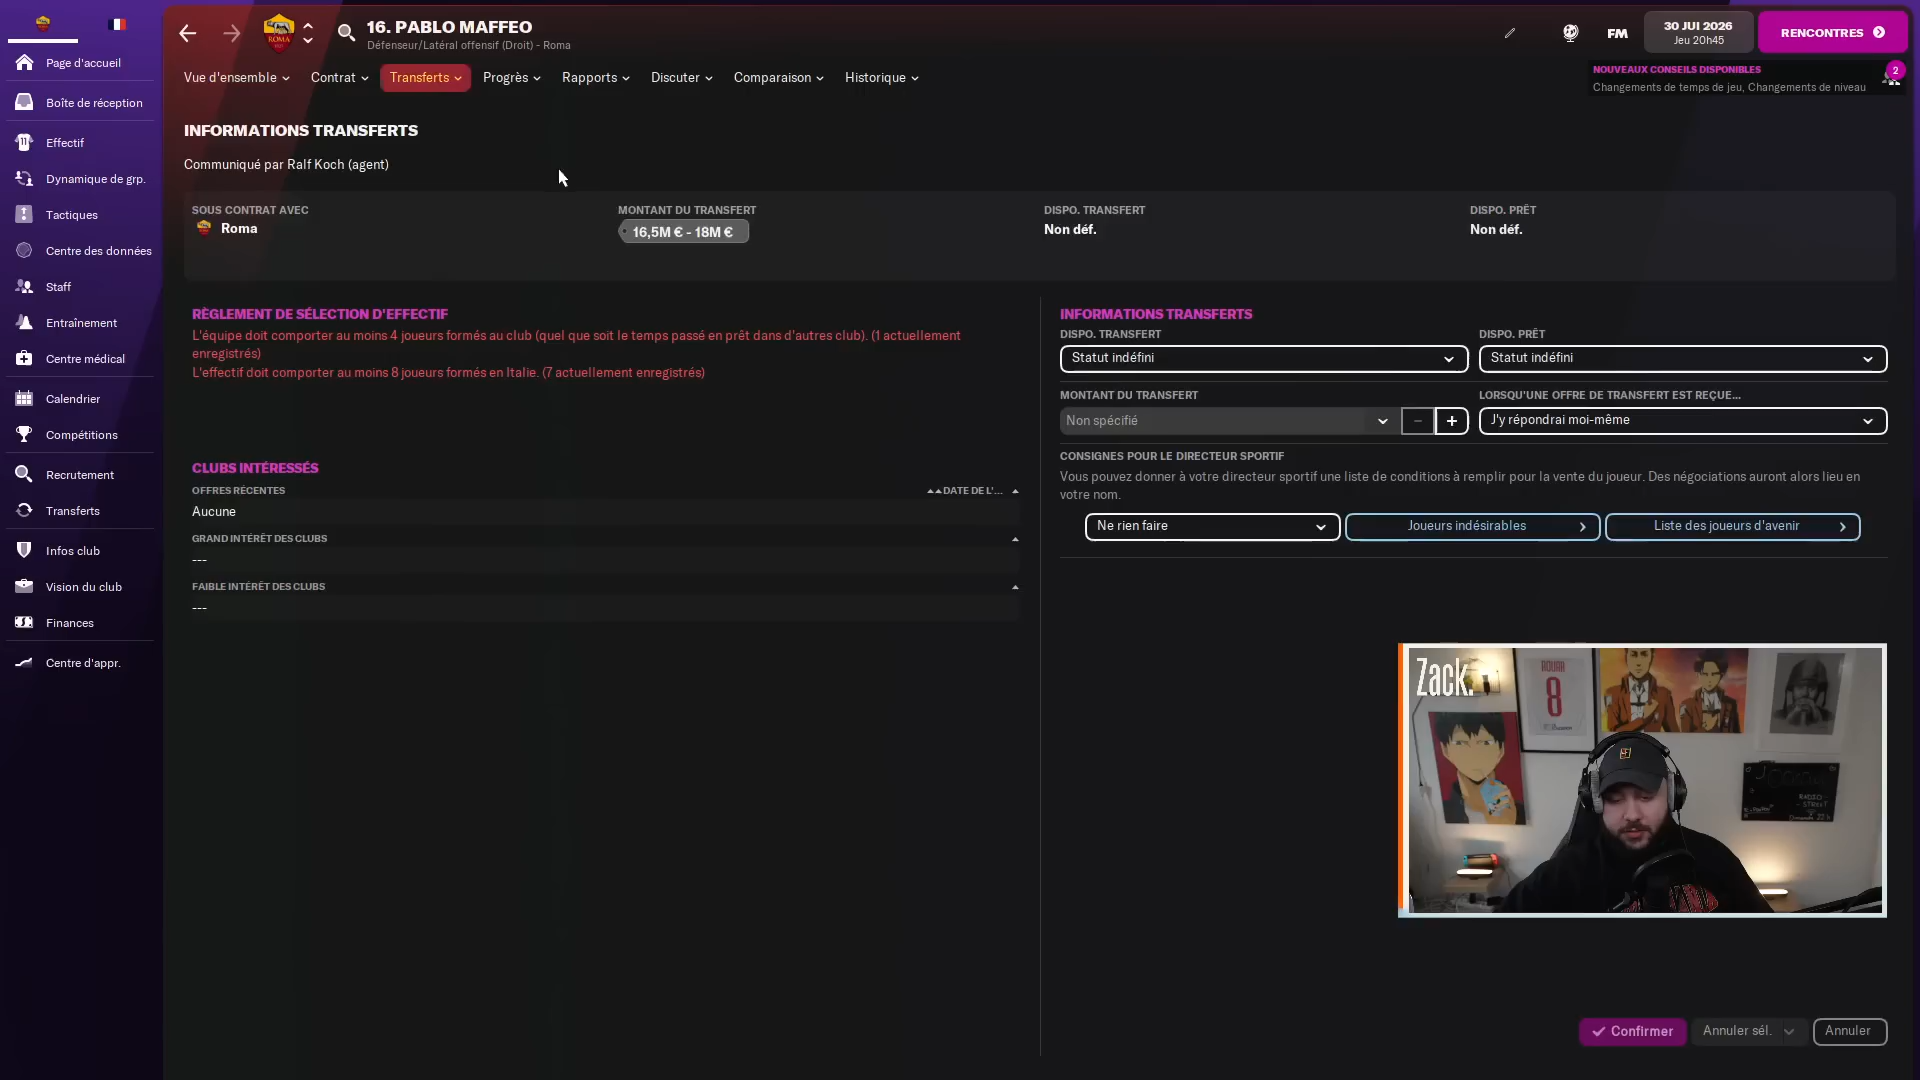 16. PABLO MAFFEO
Défenseur/Latéral offensif (Droit) - Roma
FM
30 JUI 2026
Jeu 20h45
RENCONTRES
NOUVEAUX CONSEILS DISPONIBLES
Changements de temps de jeu, Changements de niveau
2
Vue d'ensemble
Contrat
Transferts
Progrès
Rapports
Discuter
Comparaison
Historique
Page d'accueil
Boîte de réception
Effectif
Dynamique de grp.
Tactiques
Centre des données
Staff
Entraînement
Centre médical
Calendrier
Compétitions
Recrutement
Transferts
Infos club
Vision du club
Finances
Centre d'appr.
INFORMATIONS TRANSFERTS
Communiqué par Ralf Koch (agent)
SOUS CONTRAT AVEC
Roma
MONTANT DU TRANSFERT
16,5M € - 18M €
DISPO. TRANSFERT
Non déf.
DISPO. PRÊT
Non déf.
RÈGLEMENT DE SÉLECTION D'EFFECTIF
L'équipe doit comporter au moins 4 joueurs formés au club (quel que soit le temps passé en prêt dans d'autres club). (1 actuellement
enregistrés)
L'effectif doit comporter au moins 8 joueurs formés en Italie. (7 actuellement enregistrés)
CLUBS INTÉRESSÉS
OFFRES RÉCENTES
DATE DE L'...
Aucune
GRAND INTÉRÊT DES CLUBS
---
FAIBLE INTÉRÊT DES CLUBS
---
INFORMATIONS TRANSFERTS
DISPO. TRANSFERT
Statut indéfini
DISPO. PRÊT
Statut indéfini
MONTANT DU TRANSFERT
Non spécifié
LORSQU'UNE OFFRE DE TRANSFERT EST REÇUE...
J'y répondrai moi-même
CONSIGNES POUR LE DIRECTEUR SPORTIF
Vous pouvez donner à votre directeur sportif une liste de conditions à remplir pour la vente du joueur. Des négociations auront alors lieu en
votre nom.
Ne rien faire
Joueurs indésirables
Liste des joueurs d'avenir
Zack.
8
RADIO
STREET
Confirmer
Annuler sél.
Annuler